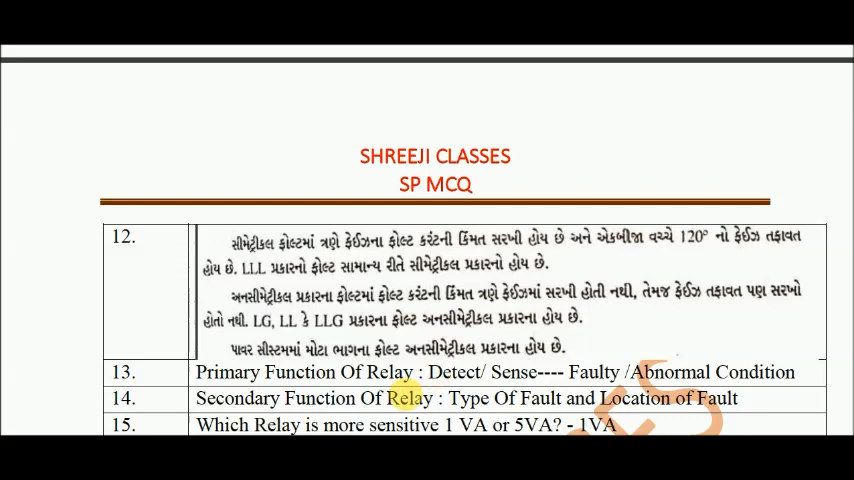 SHREEJI CLASSES
SP MCQ
12.
સીમેટ્રીકલ ફોલ્ટમાં ત્રણે ફેઈઝના ફોલ્ટ કરંટની કિંમત સરખી હોય છે અને એકબીજા વચ્ચે 120° નો ફેઈઝ તફાવત
હોય છે. LLL પ્રકારનો ફોલ્ટ સામાન્ય રીતે સીમેટ્રીકલ પ્રકારનો હોય છે.
અનસીમેટ્રીકલ પ્રકારના ફોલ્ટમાં ફોલ્ટ કરંટની કિંમત ત્રણે ફેઈઝમાં સરખી હોતી નથી, તેમજ ફેઈઝ તફાવત પણ સરખો
હોતો નથી. LG, LL કે LLG પ્રકારના ફોલ્ટ અનસીમેટ્રીકલ પ્રકારના હોય છે.
પાવર સીસ્ટમમાં મોટા ભાગના ફોલ્ટ અનસીમેટ્રીકલ પ્રકારના હોય છે.
13. Primary Function Of Relay : Detect/ Sense---- Faulty /Abnormal Condition
14. Secondary Function Of Relay : Type Of Fault and Location of Fault
15. Which Relay is more sensitive 1 VA or 5VA? - 1VA